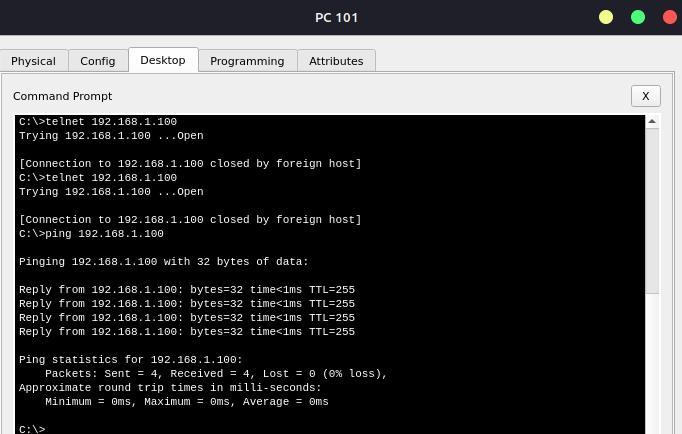 PC 101
Physical Config Desktop Programming Attributes
Command Prompt X
C:\>telnet 192.168.1.100
Trying 192.168.1.100 ...Open
[Connection to 192.168.1.100 closed by foreign host]
C:\>telnet 192.168.1.100
Trying 192.168.1.100 ...Open
[Connection to 192.168.1.100 closed by foreign host]
C:\>ping 192.168.1.100
Pinging 192.168.1.100 with 32 bytes of data:
Reply from 192.168.1.100: bytes=32 time<1ms TTL=255
Reply from 192.168.1.100: bytes=32 time<1ms TTL=255
Reply from 192.168.1.100: bytes=32 time<1ms TTL=255
Reply from 192.168.1.100: bytes=32 time<1ms TTL=255
Ping statistics for 192.168.1.100:
Packets: Sent = 4, Received = 4, Lost = 0 (0% loss),
Approximate round trip times in milli-seconds:
Minimum = 0ms, Maximum = 0ms, Average = 0ms
C:\>